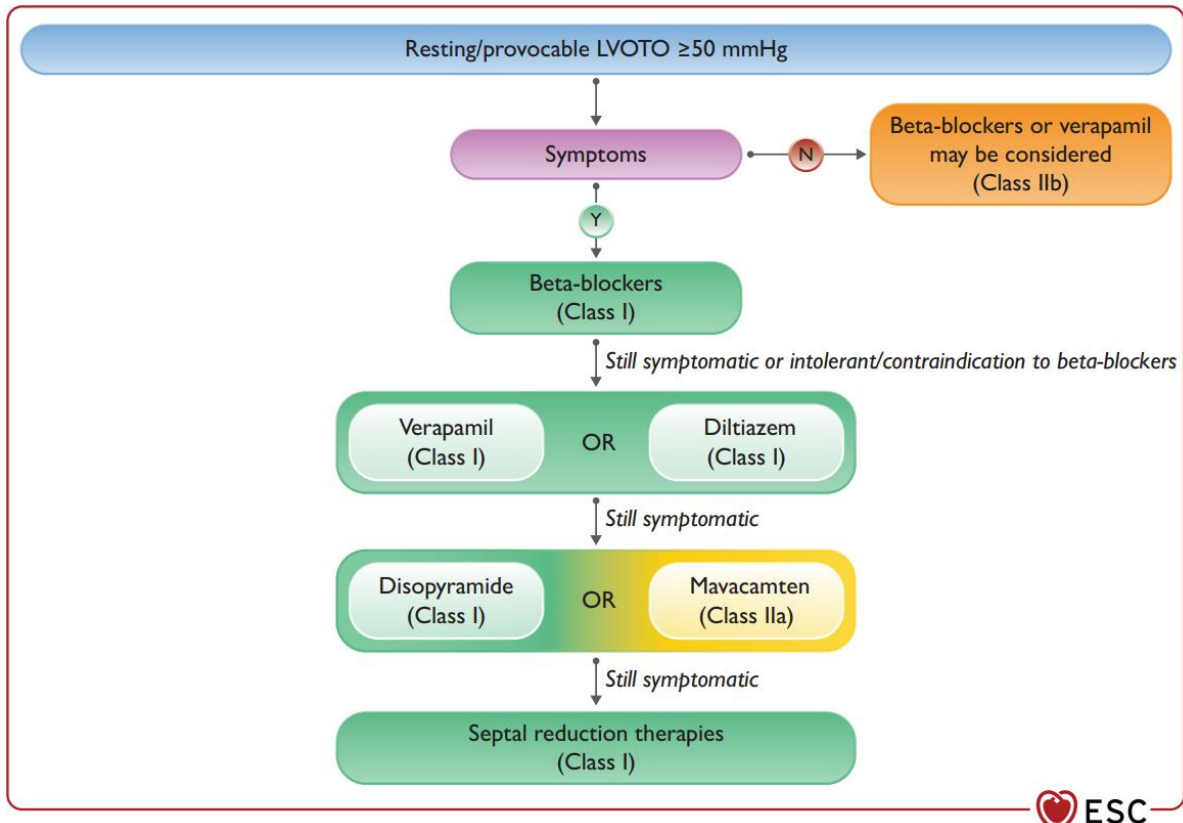 Resting/provocable LVOTO ≥50 mmHg
Symptoms
N
Beta-blockers or verapamil
may be considered
(Class IIb)
Y
Beta-blockers
(Class I)
Still symptomatic or intolerant/contraindication to beta-blockers
Verapamil
(Class I)
OR
Diltiazem
(Class I)
Still symptomatic
Disopyramide
(Class I)
OR
Mavacamten
(Class IIa)
Still symptomatic
Septal reduction therapies
(Class I)
ESC